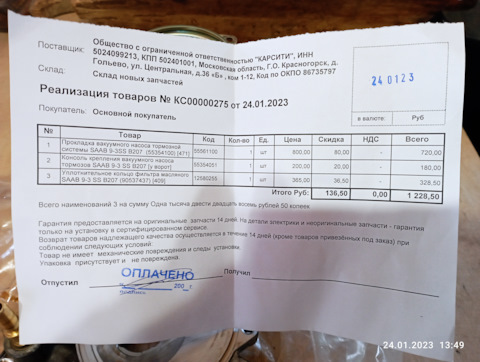 Поставщик: Общество с ограниченной ответственностью "КАРСИТИ", ИНН
5024099213, КПП 502401001, Московская область, Г.О. Красногорск, д.
Гольево, ул. Центральная, д.36 «Б», ком 1-12, Код по ОКПО 86735797
Склад: Склад новых запчастей
240123
Реализация товаров № КС00000275 от 24.01.2023
Покупатель: Основной покупатель
в валюте: Руб
№ Товар Код Кол-во Ед. Цена Скидка НДС Всего
1 Прокладка вакуумного насоса тормозной системы SAAB 9-3SS B207 (55354100) [471] 55561100 1 шт 800,00 80,00 720,00
2 Консоль крепления вакуумного насоса тормозов SAAB 9-3 SS B207 [у ворот] 55354051 1 шт 200,00 20,00 180,00
3 Уплотнительное кольцо фильтра масляного SAAB 9-3 SS B207 (90537437) [409] 12580255 1 шт 365,00 36,50 328,50
Итого Руб: 136,50 0,00 1 228,50
Всего наименований 3 на сумму Одна тысяча двести двадцать восемь рублей 50 копеек
Гарантия предоставляется на оригинальные запчасти 14 дней. На детали электрики и неоригинальные запчасти - гарантия
только на установку в сертифицированном сервисе.
Возврат товаров надлежащего качества осуществляется в течение 14 дней (кроме товаров привезённых под заказ) при
соблюдении следующих условий:
Товар не имеет механические повреждения и следы установки
Упаковка присутствует и не повреждена.
ОПЛАЧЕНО
Отпустил Получил
200 г.
24.01.2023 13:49